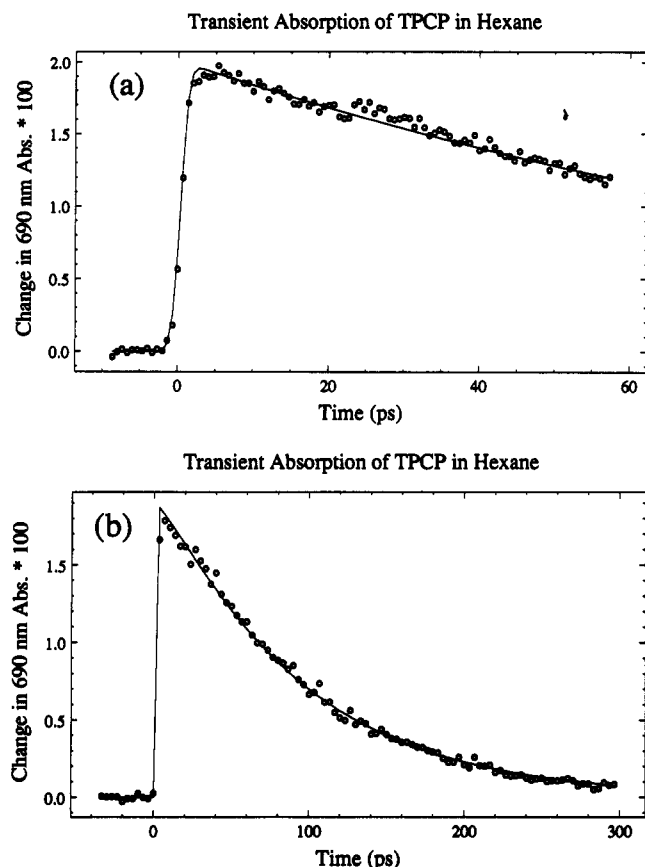 Transient Absorption of TPCP in Hexane
(a)
Change in 690 nm Abs. * 100
2.0
1.5
1.0
0.5
0.0
0
20
40
60
Time (ps)
Transient Absorption of TPCP in Hexane
(b)
Change in 690 nm Abs. * 100
1.5
1.0
0.5
0.0
0
100
200
300
Time (ps)